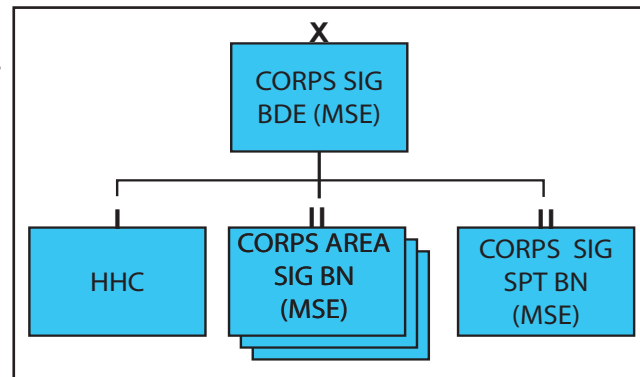 X
CORPS SIG
BDE (MSE)
I
II
II
HHC
CORPS AREA
SIG BN
(MSE)
CORPS SIG
SPT BN
(MSE)